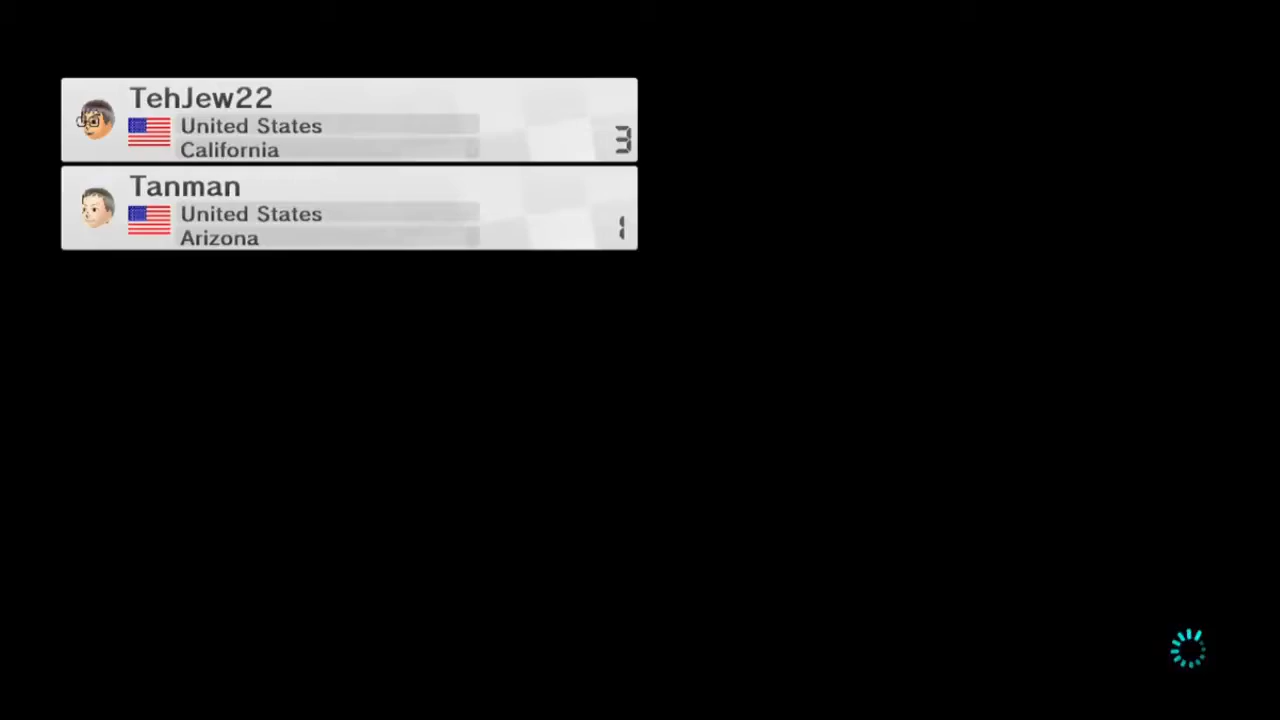 TehJew22
United States
California
3
Tanman
United States
Arizona
1